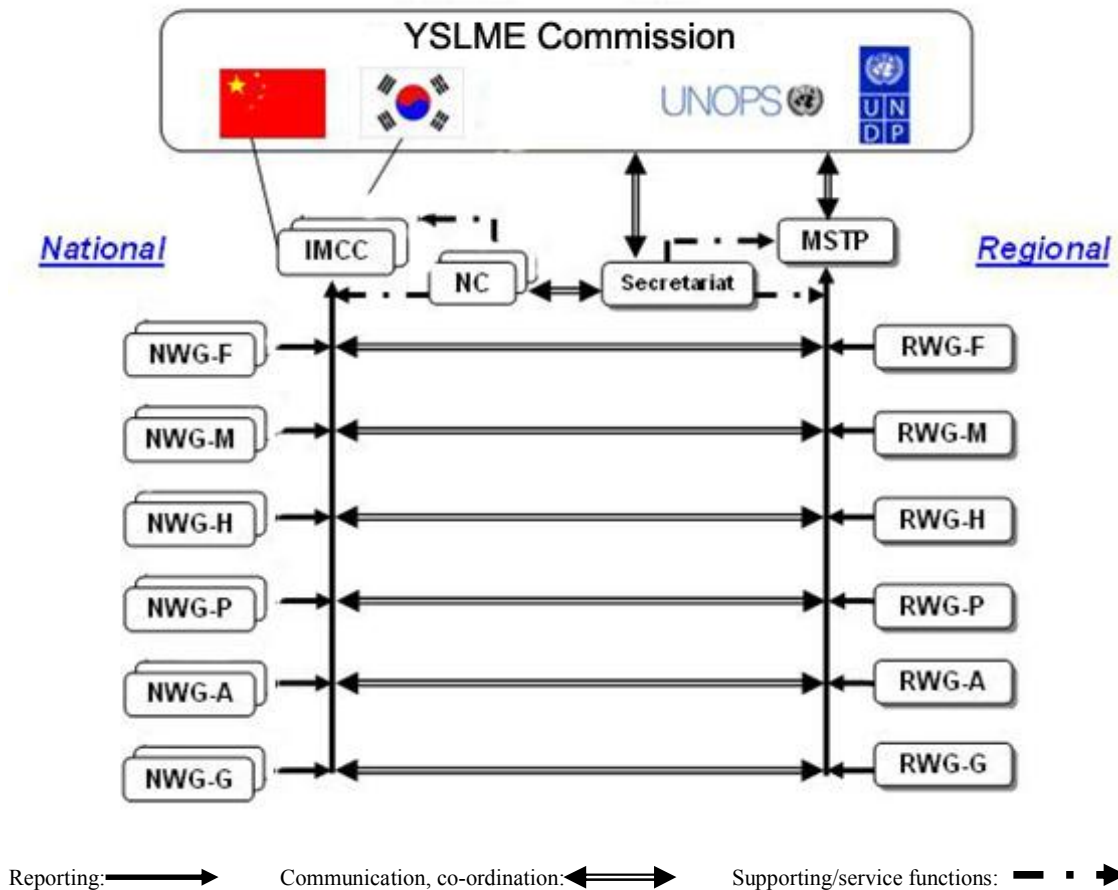 YSLME Commission
UNOPS
U N
D P
National
IMCC
NC
Secretariat
MSTP
Regional
NWG-F
RWG-F
NWG-M
RWG-M
NWG-H
RWG-H
NWG-P
RWG-P
NWG-A
RWG-A
NWG-G
RWG-G
Reporting: Communication, co-ordination: Supporting/service functions: